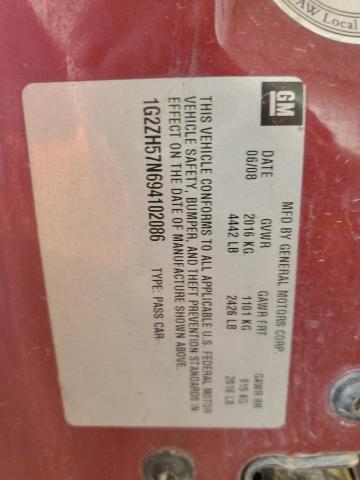 AW Local
GM
MFD BY GENERAL MOTORS CORP.
DATE GVWR GAWR FRT GAWR RR
06/08 2016 KG 1101 KG 915 KG
4442 LB 2426 LB 2016 LB
THIS VEHICLE CONFORMS TO ALL APPLICABLE U.S. FEDERAL MOTOR
VEHICLE SAFETY, BUMPER, AND THEFT PREVENTION STANDARDS IN
EFFECT ON THE DATE OF MANUFACTURE SHOWN ABOVE.
1G2ZH57N694102086 TYPE: PASS CAR